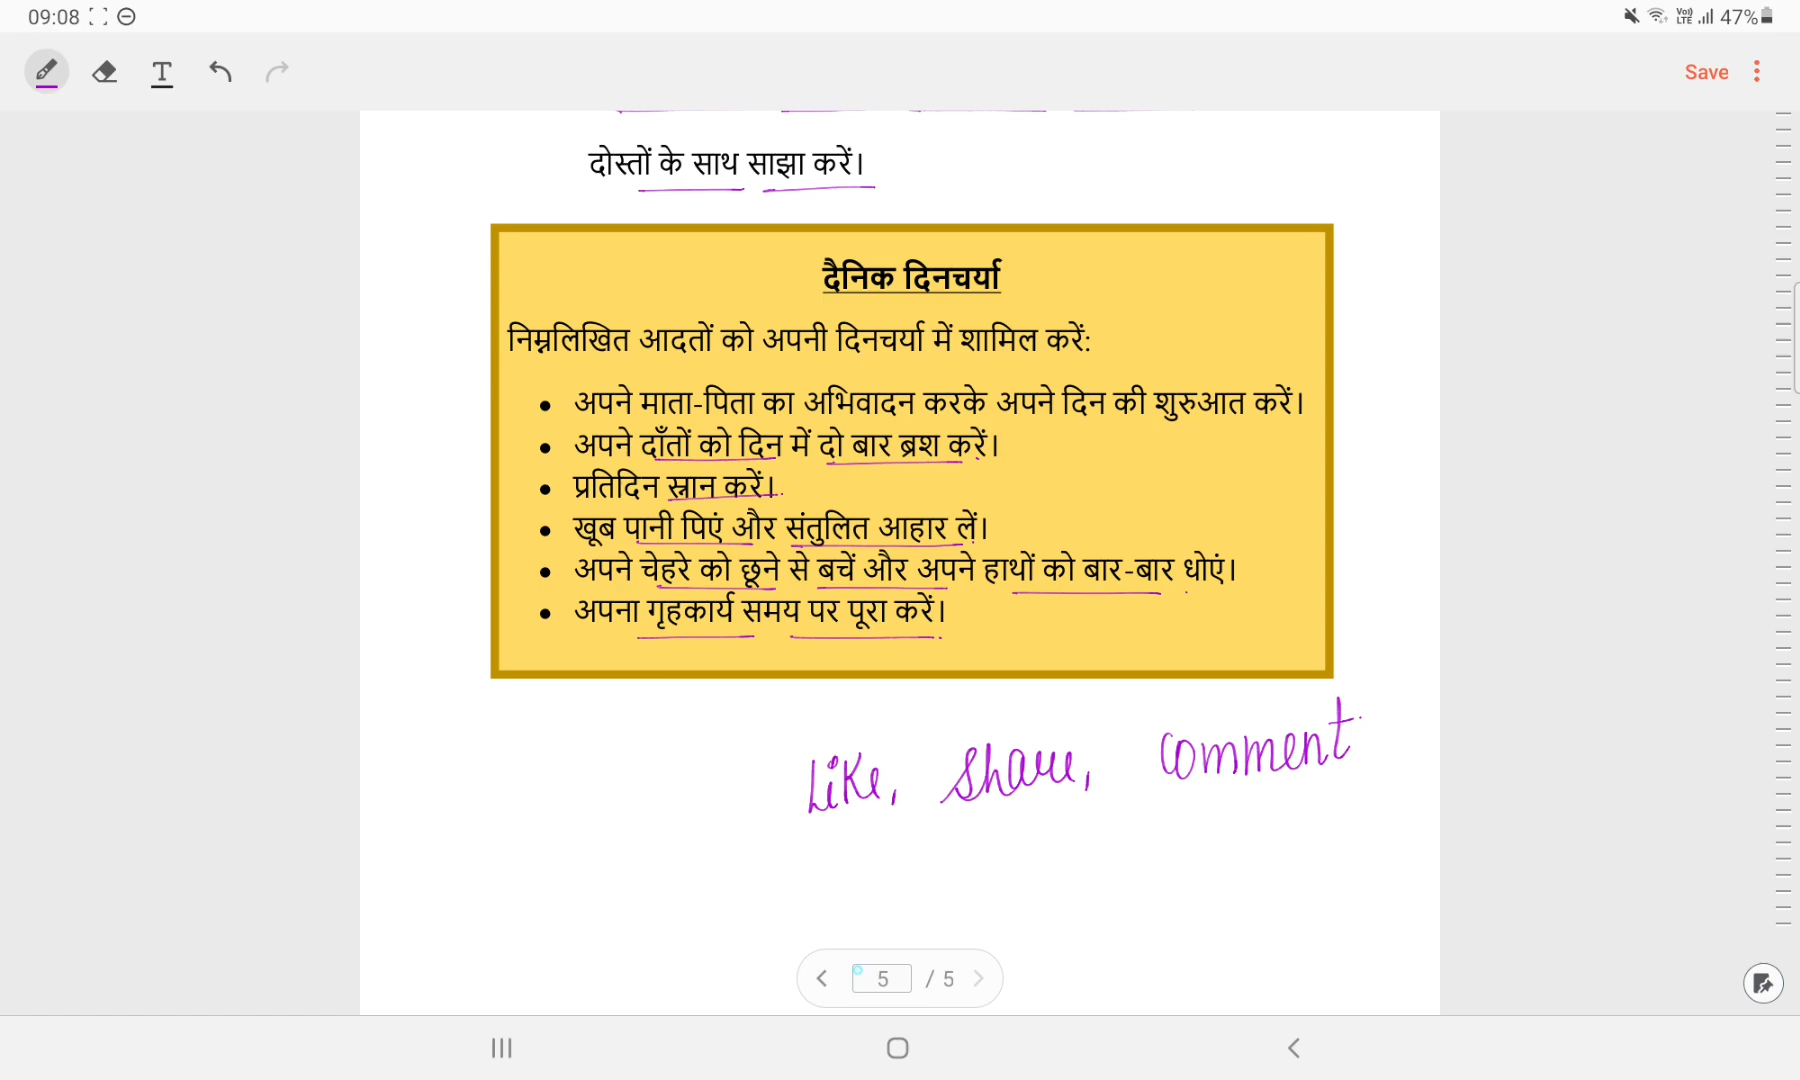 09:08
47%
Save
दोस्तों के साथ साझा करें।
दैनिक दिनचर्या
निम्नलिखित आदतों को अपनी दिनचर्या में शामिल करें:
• अपने माता-पिता का अभिवादन करके अपने दिन की शुरुआत करें।
• अपने दाँतों को दिन में दो बार ब्रश करें।
• प्रतिदिन स्नान करें।
• खूब पानी पिएं और संतुलित आहार लें।
• अपने चेहरे को छूने से बचें और अपने हाथों को बार-बार धोएं।
• अपना गृहकार्य समय पर पूरा करें।
Like, Share, Comment
5 / 5